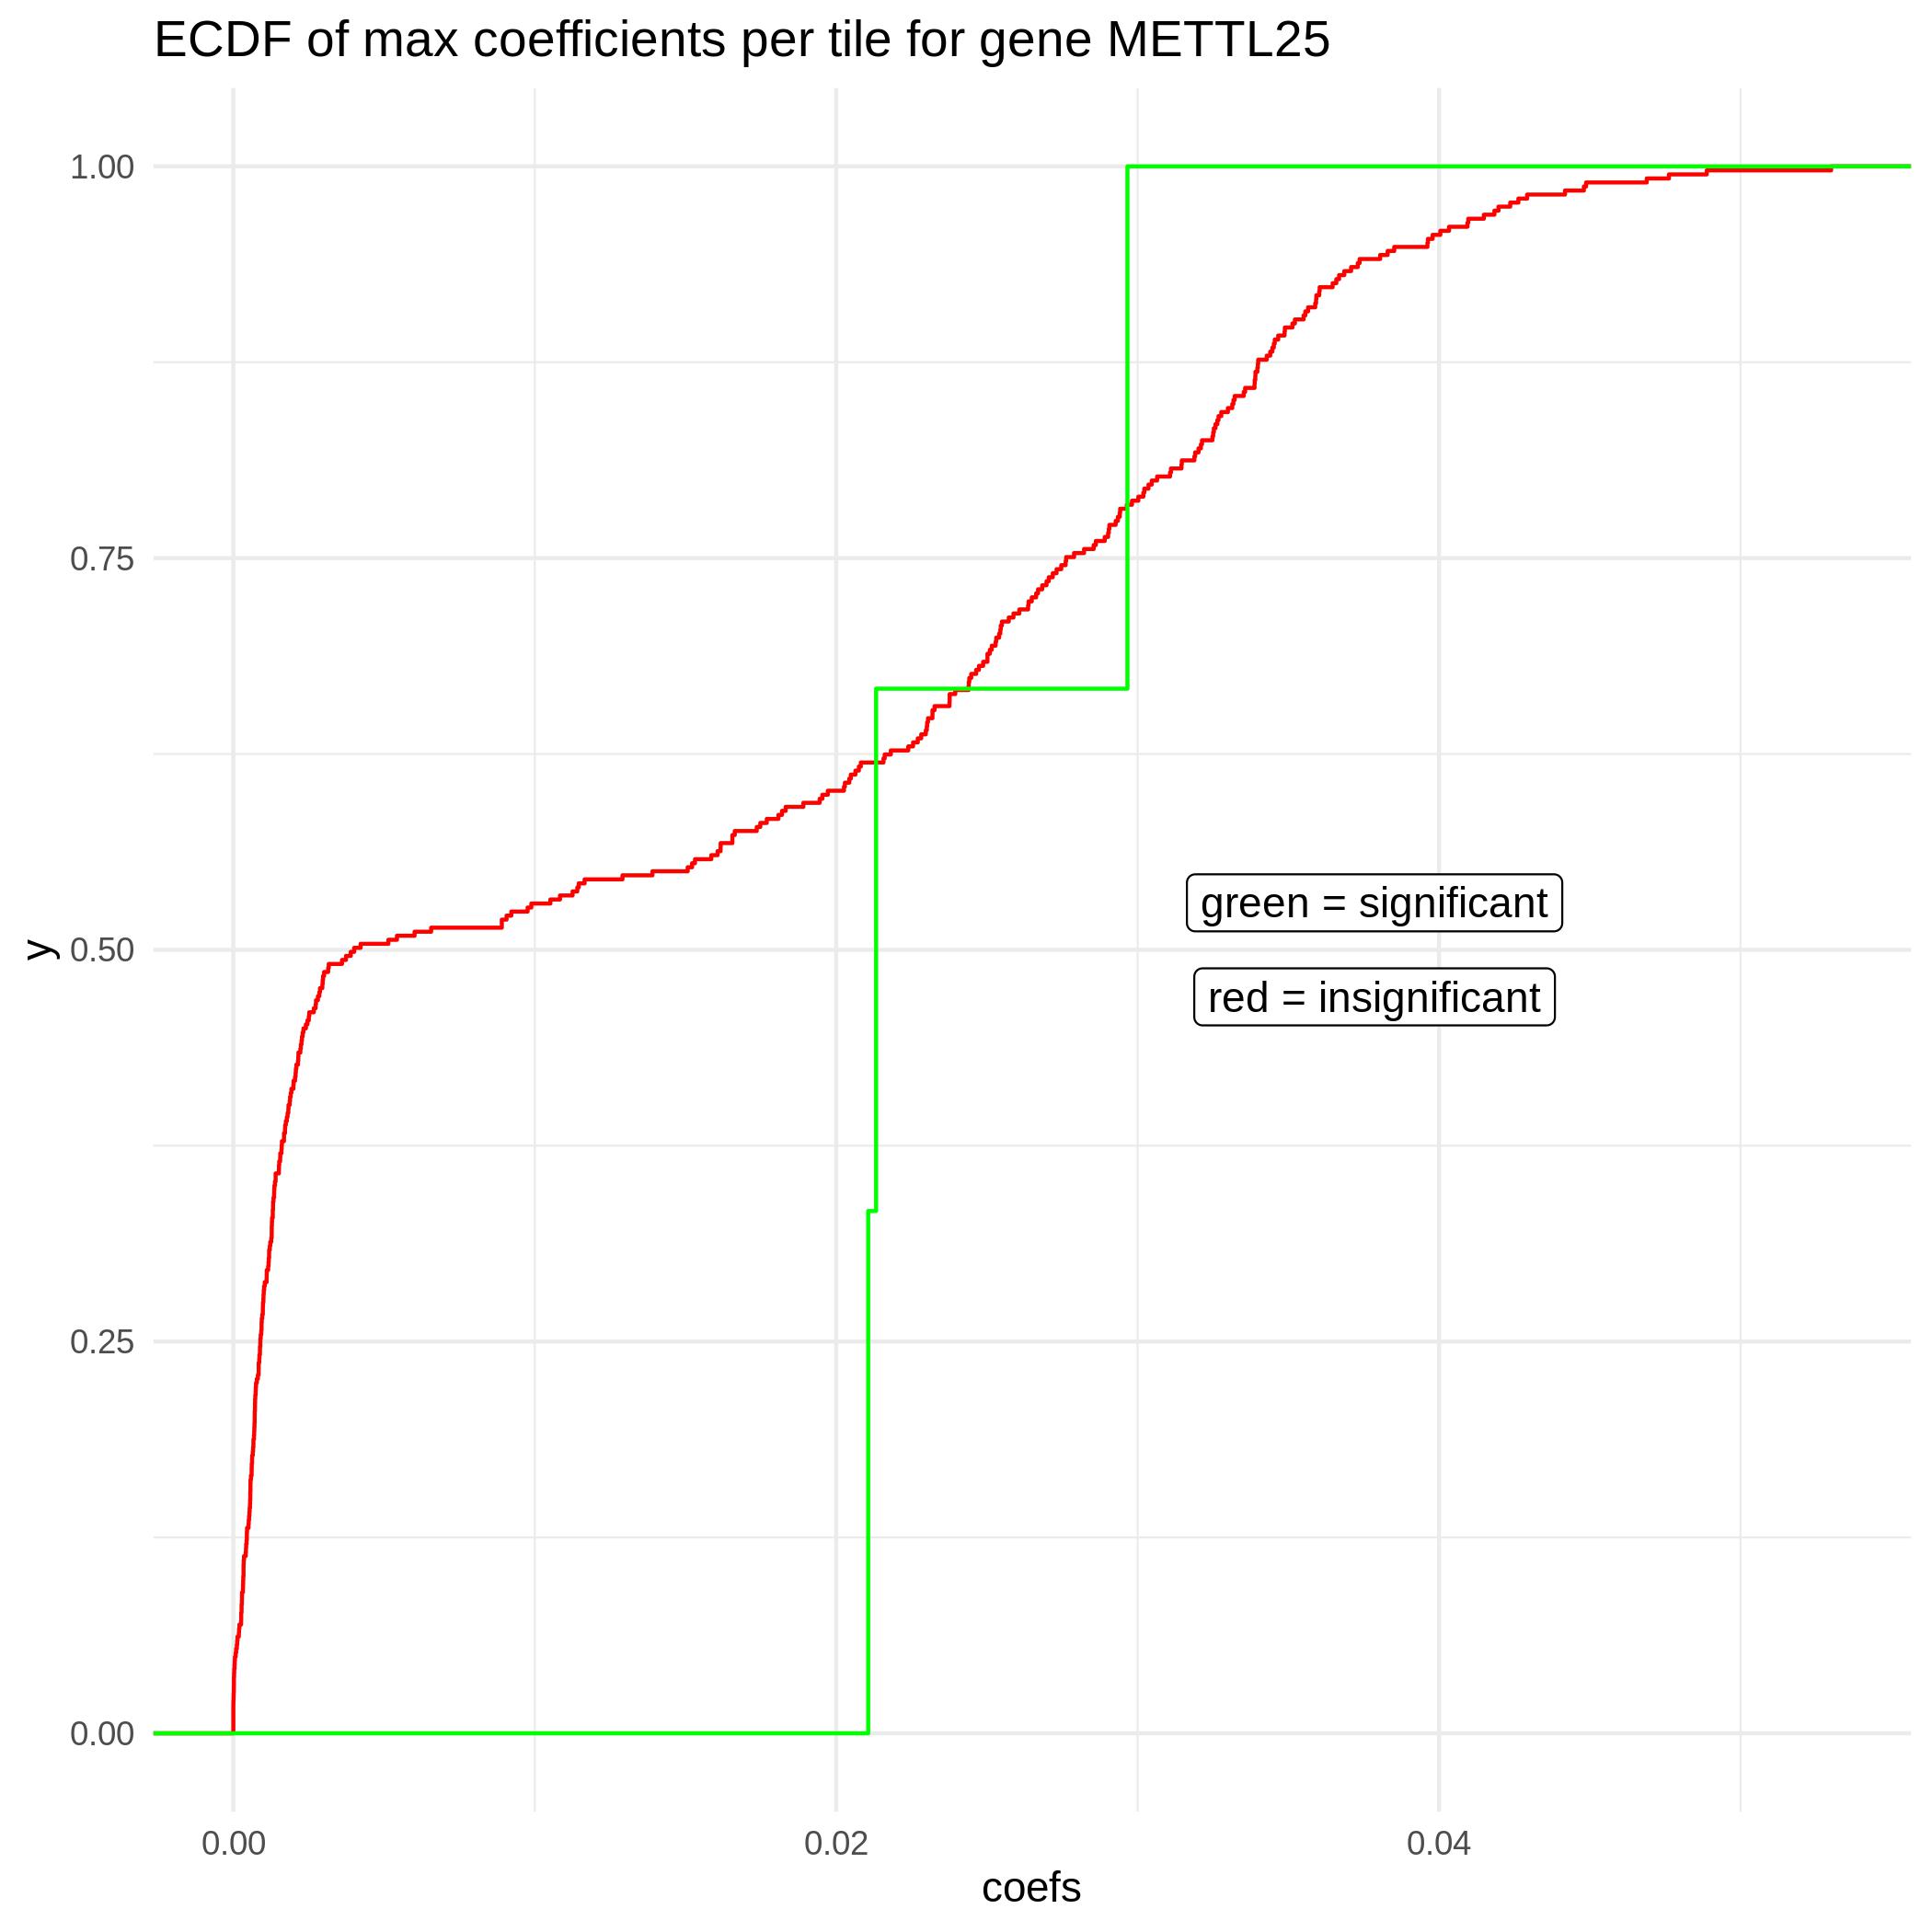 ECDF of max coefficients per tile for gene METTL25
1.00
0.75
0.50
0.25
0.00
y
green = significant
red = insignificant
0.00 0.02 0.04
coefs